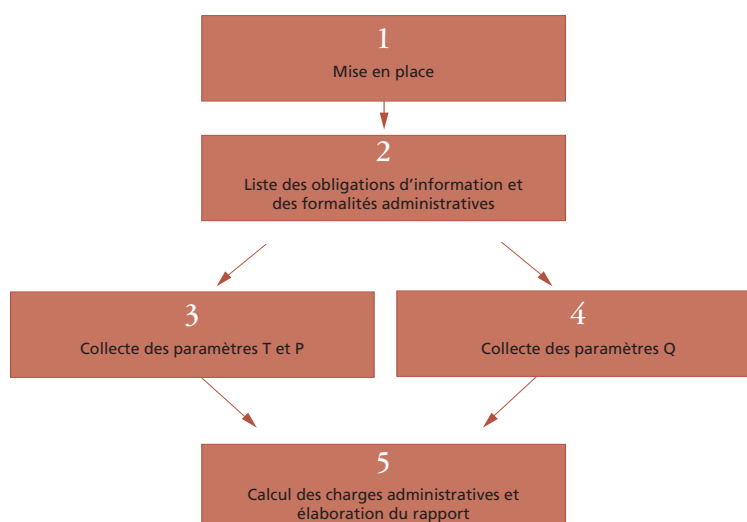 1
Mise en place
2
Liste des obligations d’information et
des formalités administratives
3
Collecte des paramètres T et P
4
Collecte des paramètres Q
5
Calcul des charges administratives et
élaboration du rapport